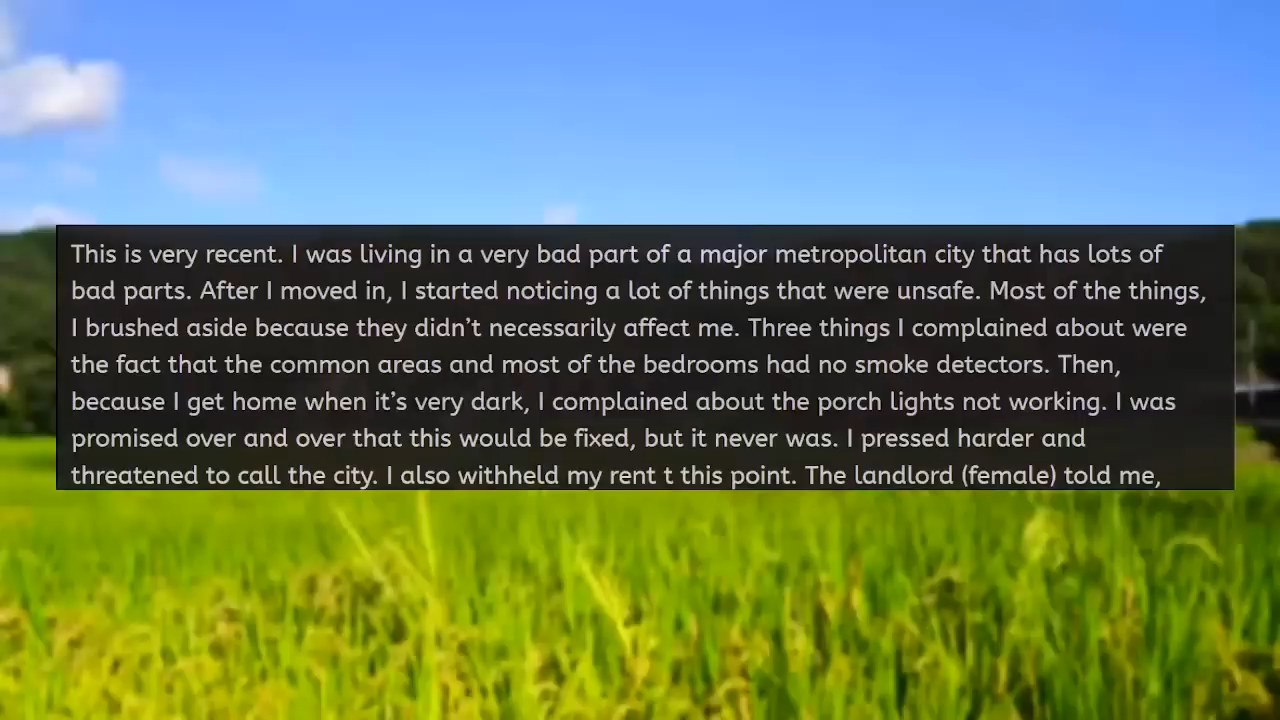 This is very recent. I was living in a very bad part of a major metropolitan city that has lots of
bad parts. After I moved in, I started noticing a lot of things that were unsafe. Most of the things,
I brushed aside because they didn’t necessarily affect me. Three things I complained about were
the fact that the common areas and most of the bedrooms had no smoke detectors. Then,
because I get home when it’s very dark, I complained about the porch lights not working. I was
promised over and over that this would be fixed, but it never was. I pressed harder and
threatened to call the city. I also withheld my rent t this point. The landlord (female) told me,